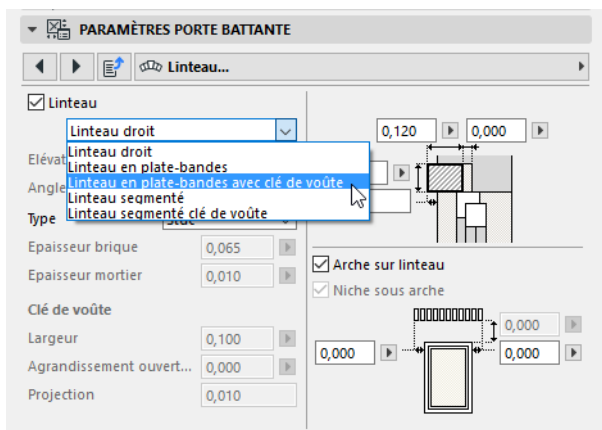 PARAMÈTRES PORTE BATTANTE
Linteau...
Linteau
Linteau droit
Linteau droit
Linteau en plate-bandes
Linteau en plate-bandes avec clé de voûte
Linteau segmenté
Linteau segmenté clé de voûte
Angle
Type
Epaisseur brique 0,065
Epaisseur mortier 0,010
Clé de voûte
Largeur 0,100
Agrandissement ouvert... 0,000
Projection 0,010
0,120 0,000
Arche sur linteau
Niche sous arche
0,000
0,000 0,000